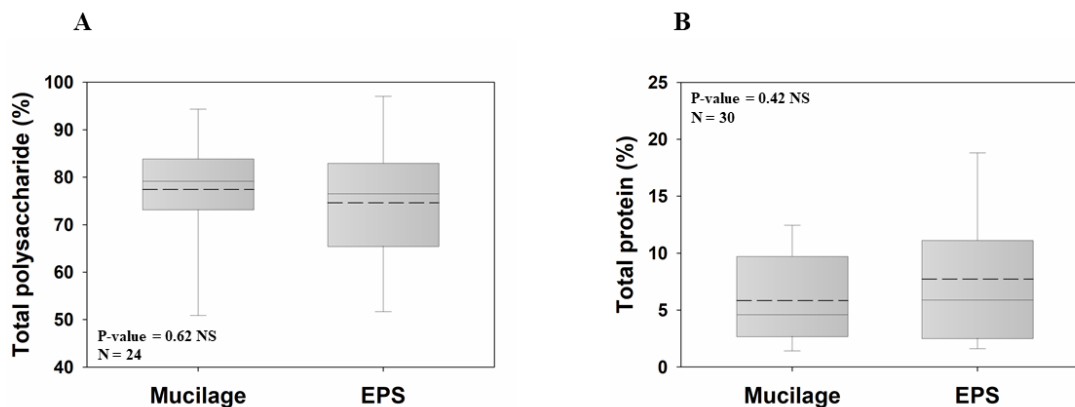 A
Total polysaccharide (%)
100
90
80
70
60
50
40
P-value = 0.62 NS
N = 24
Mucilage EPS
B
Total protein (%)
25
20
15
10
5
0
P-value = 0.42 NS
N = 30
Mucilage EPS